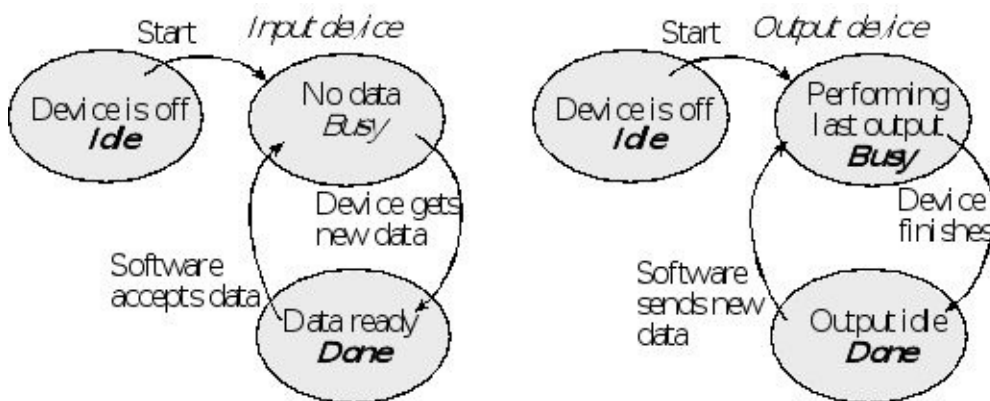 Input device
Start
Device is off
Idle
No data
Busy
Device gets
new data
Software
accepts data
Data ready
Done
Output device
Start
Device is off
Idle
Performing
last output
Busy
Device
finishes
Software
sends new
data
Output idle
Done